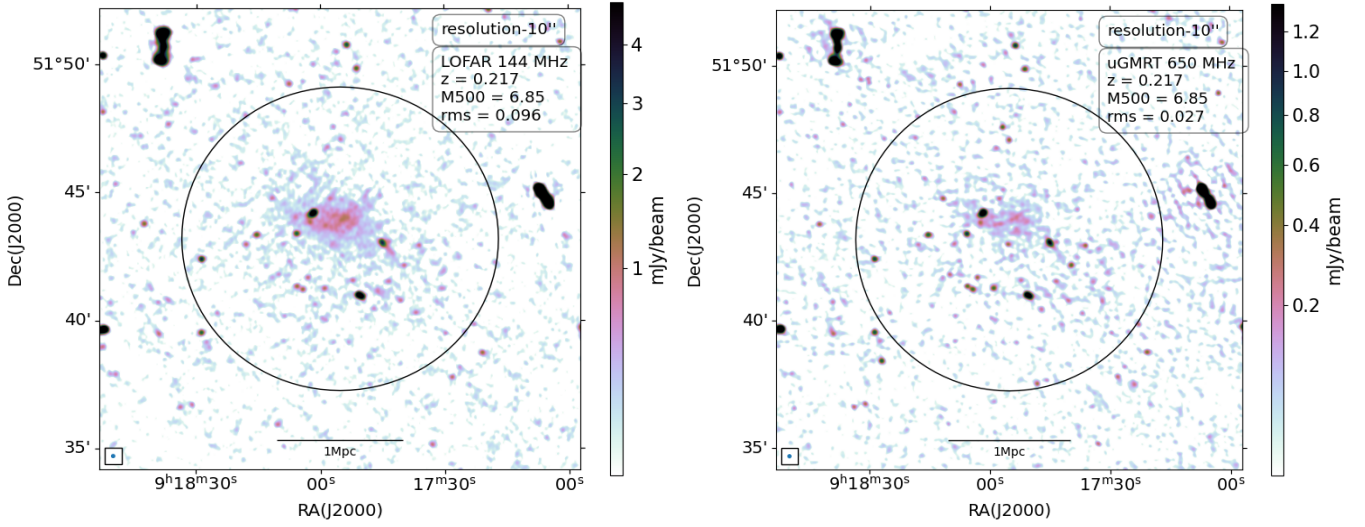 resolution-10''
LOFAR 144 MHz
z = 0.217
M500 = 6.85
rms = 0.096
51°50'
45'
40'
35'
Dec(J2000)
1Mpc
9ʰ18ᵐ30ˢ
00ˢ
17ᵐ30ˢ
00ˢ
RA(J2000)
4
3
2
1
mJy/beam
resolution-10''
uGMRT 650 MHz
z = 0.217
M500 = 6.85
rms = 0.027
51°50'
45'
40'
35'
Dec(J2000)
1Mpc
9ʰ18ᵐ30ˢ
00ˢ
17ᵐ30ˢ
00ˢ
RA(J2000)
1.2
1.0
0.8
0.6
0.4
0.2
mJy/beam